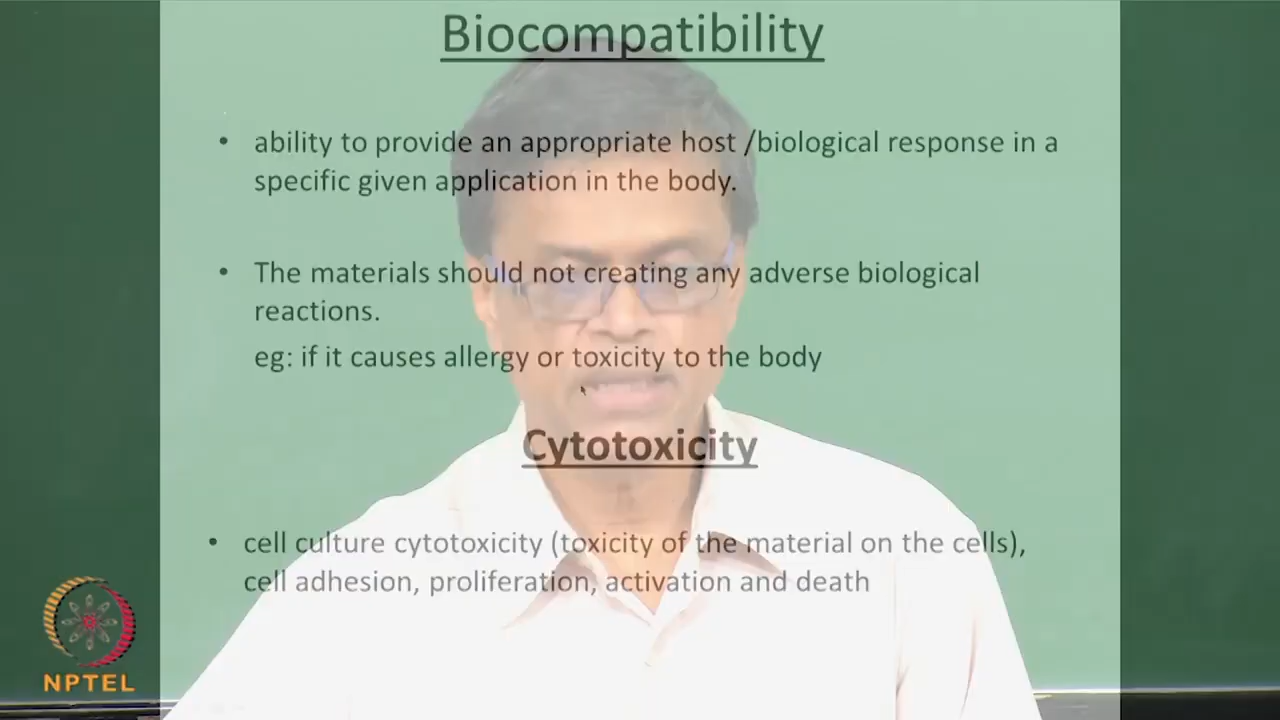 Biocompatibility
• ability to provide an appropriate host /biological response in a
specific given application in the body.
• The materials should not creating any adverse biological
reactions.
eg: if it causes allergy or toxicity to the body
Cytotoxicity
• cell culture cytotoxicity (toxicity of the material on the cells),
cell adhesion, proliferation, activation and death
NPTEL